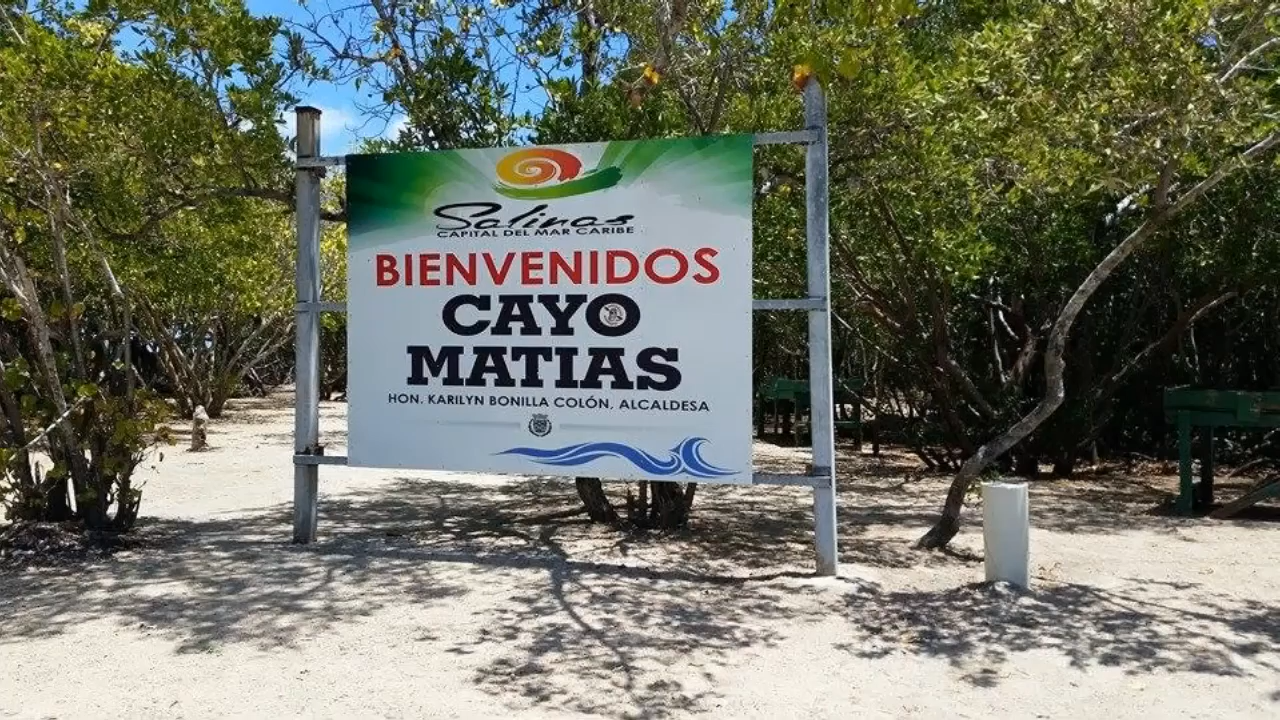 Salinas
CAPITAL DEL MAR CARIBE
BIENVENIDOS
CAYO
MATIAS
HON. KARILYN BONILLA COLÓN, ALCALDESA